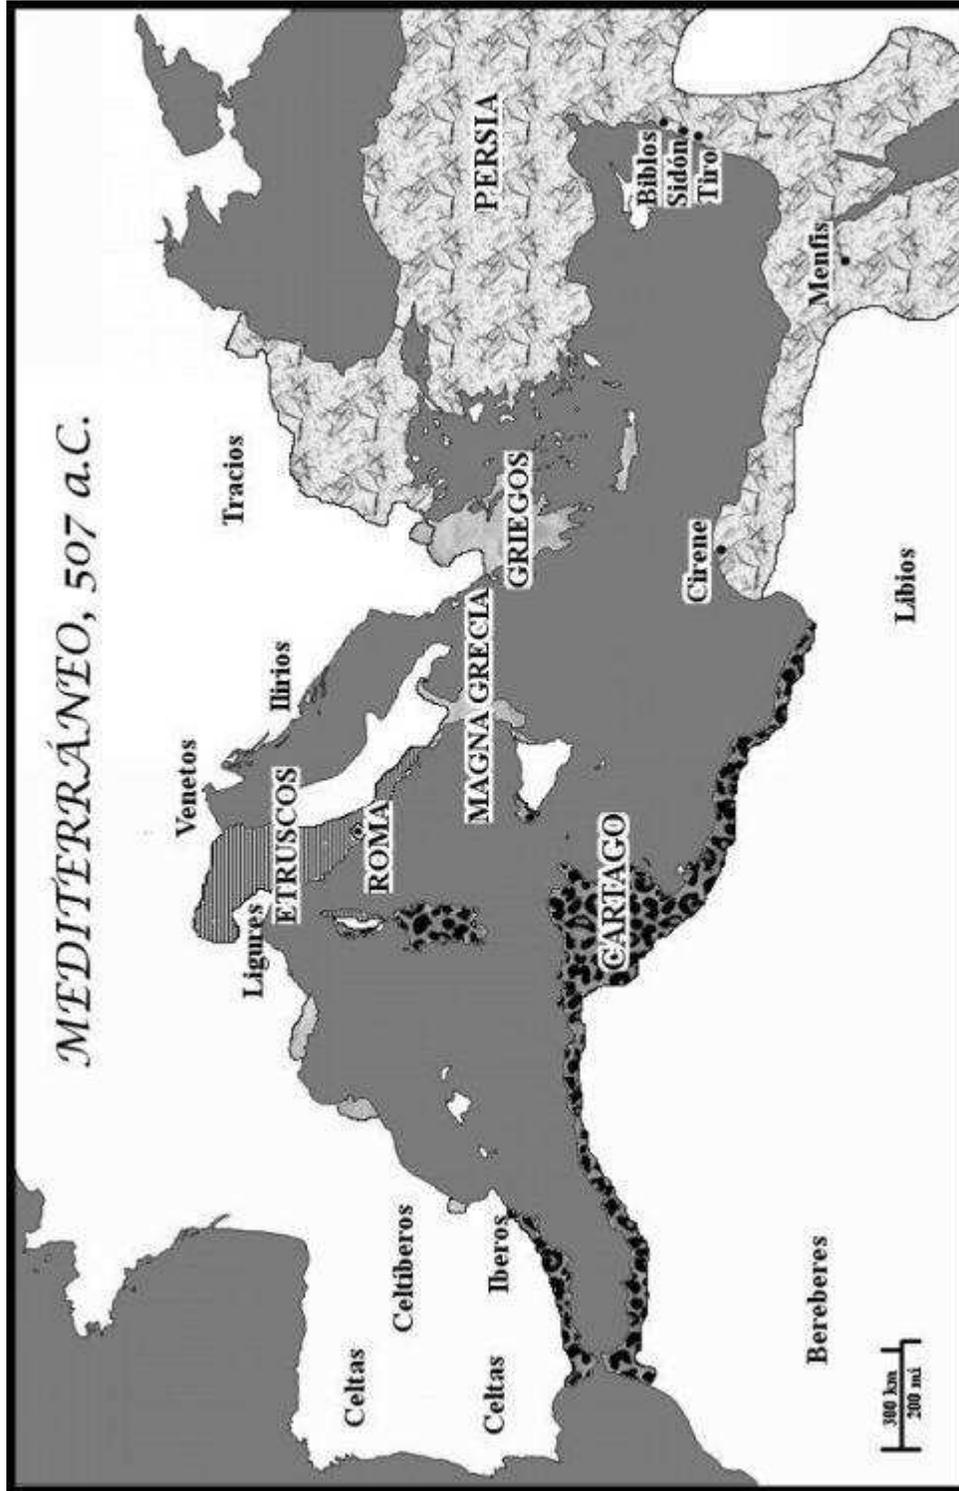 MEDITERRÁNEO, 507 a.C.
Tracios
Venetos
Ilirios
Ligures
ETRUSCOS
ROMA
Celtas
Celtíberos
Celtas
Iberos
MAGNA GRECIA
GRIEGOS
PERSIA
CARTAGO
Biblos
Sidón
Tiro
Cirene
Menfis
Libios
Bereberes
300 km
200 mi